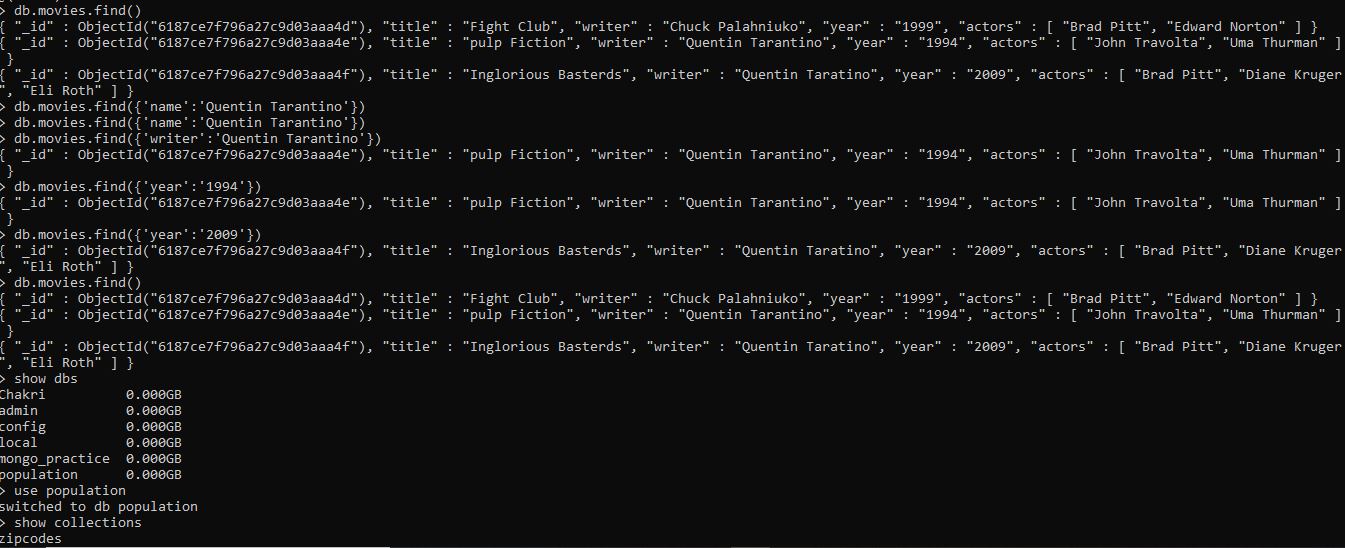 > db.movies.find()
{ "_id" : ObjectId("6187ce7f796a27c9d03aaa4d"), "title" : "Fight Club", "writer" : "Chuck Palahniuko", "year" : "1999", "actors" : [ "Brad Pitt", "Edward Norton" ] }
{ "_id" : ObjectId("6187ce7f796a27c9d03aaa4e"), "title" : "pulp Fiction", "writer" : "Quentin Tarantino", "year" : "1994", "actors" : [ "John Travolta", "Uma Thurman" ]
 }
{ "_id" : ObjectId("6187ce7f796a27c9d03aaa4f"), "title" : "Inglorious Basterds", "writer" : "Quentin Taratino", "year" : "2009", "actors" : [ "Brad Pitt", "Diane Kruger
", "Eli Roth" ] }
> db.movies.find({'name':'Quentin Tarantino'})
> db.movies.find({'name':'Quentin Tarantino'})
> db.movies.find({'writer':'Quentin Tarantino'})
{ "_id" : ObjectId("6187ce7f796a27c9d03aaa4e"), "title" : "pulp Fiction", "writer" : "Quentin Tarantino", "year" : "1994", "actors" : [ "John Travolta", "Uma Thurman" ]
 }
> db.movies.find({'year':'1994'})
{ "_id" : ObjectId("6187ce7f796a27c9d03aaa4e"), "title" : "pulp Fiction", "writer" : "Quentin Tarantino", "year" : "1994", "actors" : [ "John Travolta", "Uma Thurman" ]
 }
> db.movies.find({'year':'2009'})
{ "_id" : ObjectId("6187ce7f796a27c9d03aaa4f"), "title" : "Inglorious Basterds", "writer" : "Quentin Taratino", "year" : "2009", "actors" : [ "Brad Pitt", "Diane Kruger
", "Eli Roth" ] }
> db.movies.find()
{ "_id" : ObjectId("6187ce7f796a27c9d03aaa4d"), "title" : "Fight Club", "writer" : "Chuck Palahniuko", "year" : "1999", "actors" : [ "Brad Pitt", "Edward Norton" ] }
{ "_id" : ObjectId("6187ce7f796a27c9d03aaa4e"), "title" : "pulp Fiction", "writer" : "Quentin Tarantino", "year" : "1994", "actors" : [ "John Travolta", "Uma Thurman" ]
 }
{ "_id" : ObjectId("6187ce7f796a27c9d03aaa4f"), "title" : "Inglorious Basterds", "writer" : "Quentin Taratino", "year" : "2009", "actors" : [ "Brad Pitt", "Diane Kruger
", "Eli Roth" ] }
> show dbs
Chakri          0.000GB
admin           0.000GB
config          0.000GB
local           0.000GB
mongo_practice  0.000GB
population      0.000GB
> use population
switched to db population
> show collections
zipcodes